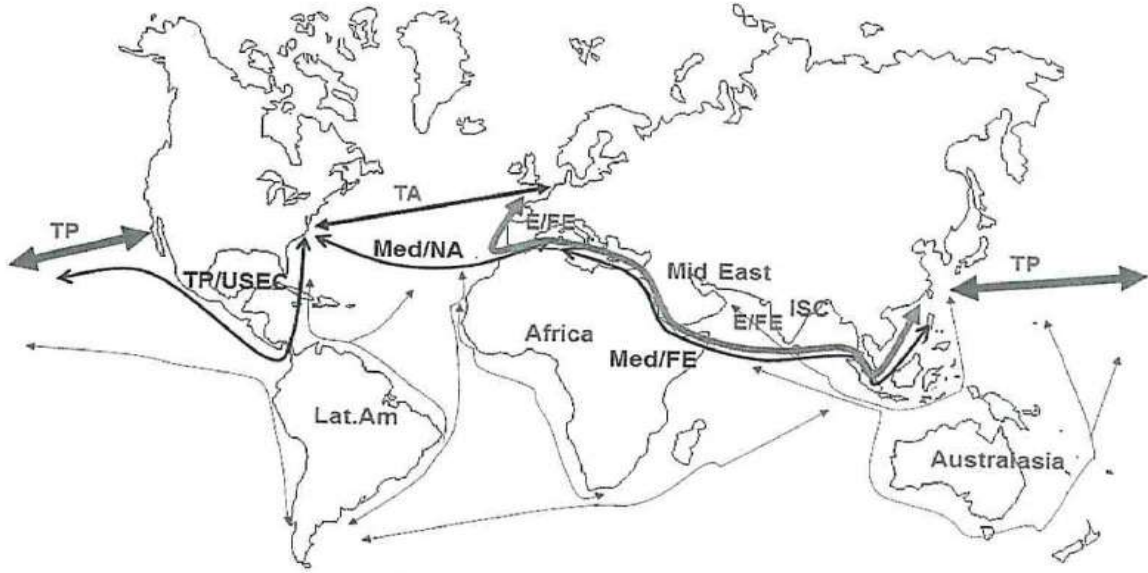 TA
TP
E/FE
Med/NA
TP/USEC
Mid East
TP
E/FE
ISC
Africa
Med/FE
Lat.Am
Australasia